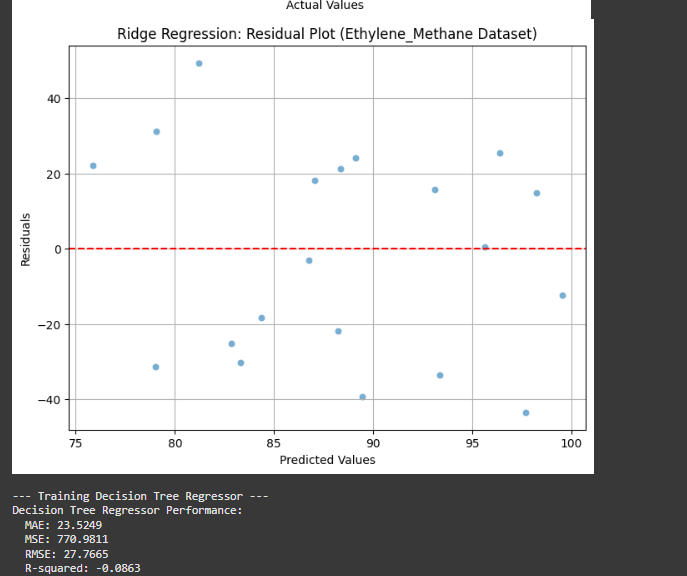 Actual Values
Ridge Regression: Residual Plot (Ethylene_Methane Dataset)
40
20
0
−20
−40
Residuals
75 80 85 90 95 100
Predicted Values
--- Training Decision Tree Regressor ---
Decision Tree Regressor Performance:
MAE: 23.5249
MSE: 770.9811
RMSE: 27.7665
R-squared: -0.0863